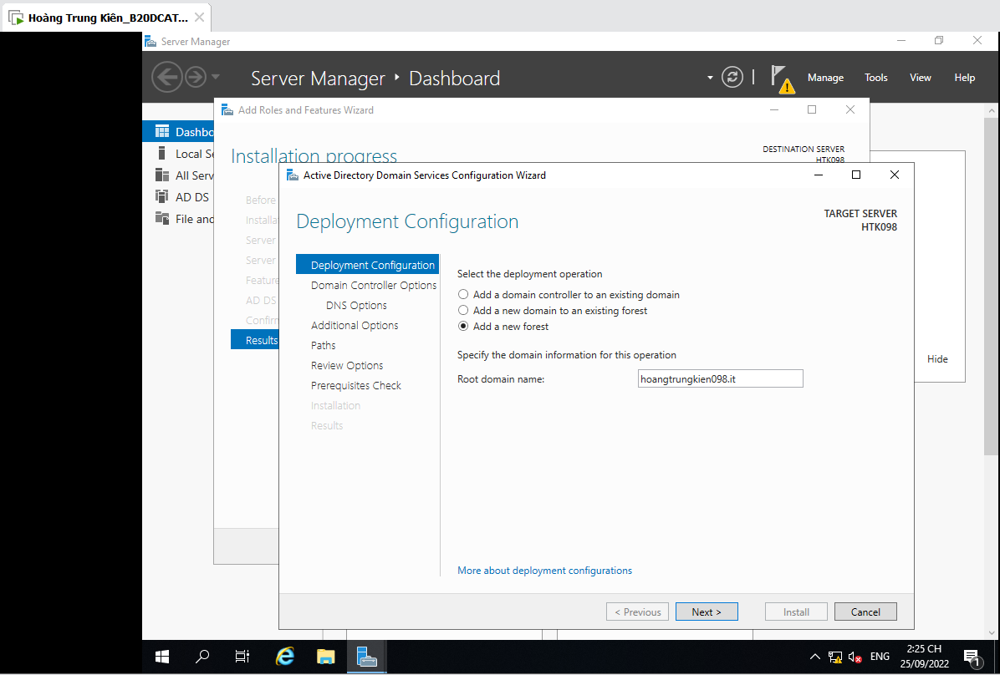 Hoàng Trung Kiên_B20DCAT...
Server Manager
Server Manager • Dashboard
Manage Tools View Help
Add Roles and Features Wizard
Dashbo
Local Se
All Serv
AD DS
File and
Installation progress
DESTINATION SERVER
HTK098
Before
Installa
Server
Server
Feature
AD DS
Confirm
Results
Hide
Active Directory Domain Services Configuration Wizard
Deployment Configuration
TARGET SERVER
HTK098
Deployment Configuration
Domain Controller Options
DNS Options
Additional Options
Paths
Review Options
Prerequisites Check
Installation
Results
Select the deployment operation
Add a domain controller to an existing domain
Add a new domain to an existing forest
Add a new forest
Specify the domain information for this operation
Root domain name: hoangtrungkien098.it
More about deployment configurations
< Previous Next > Install Cancel
ENG
2:25 CH
25/09/2022
1